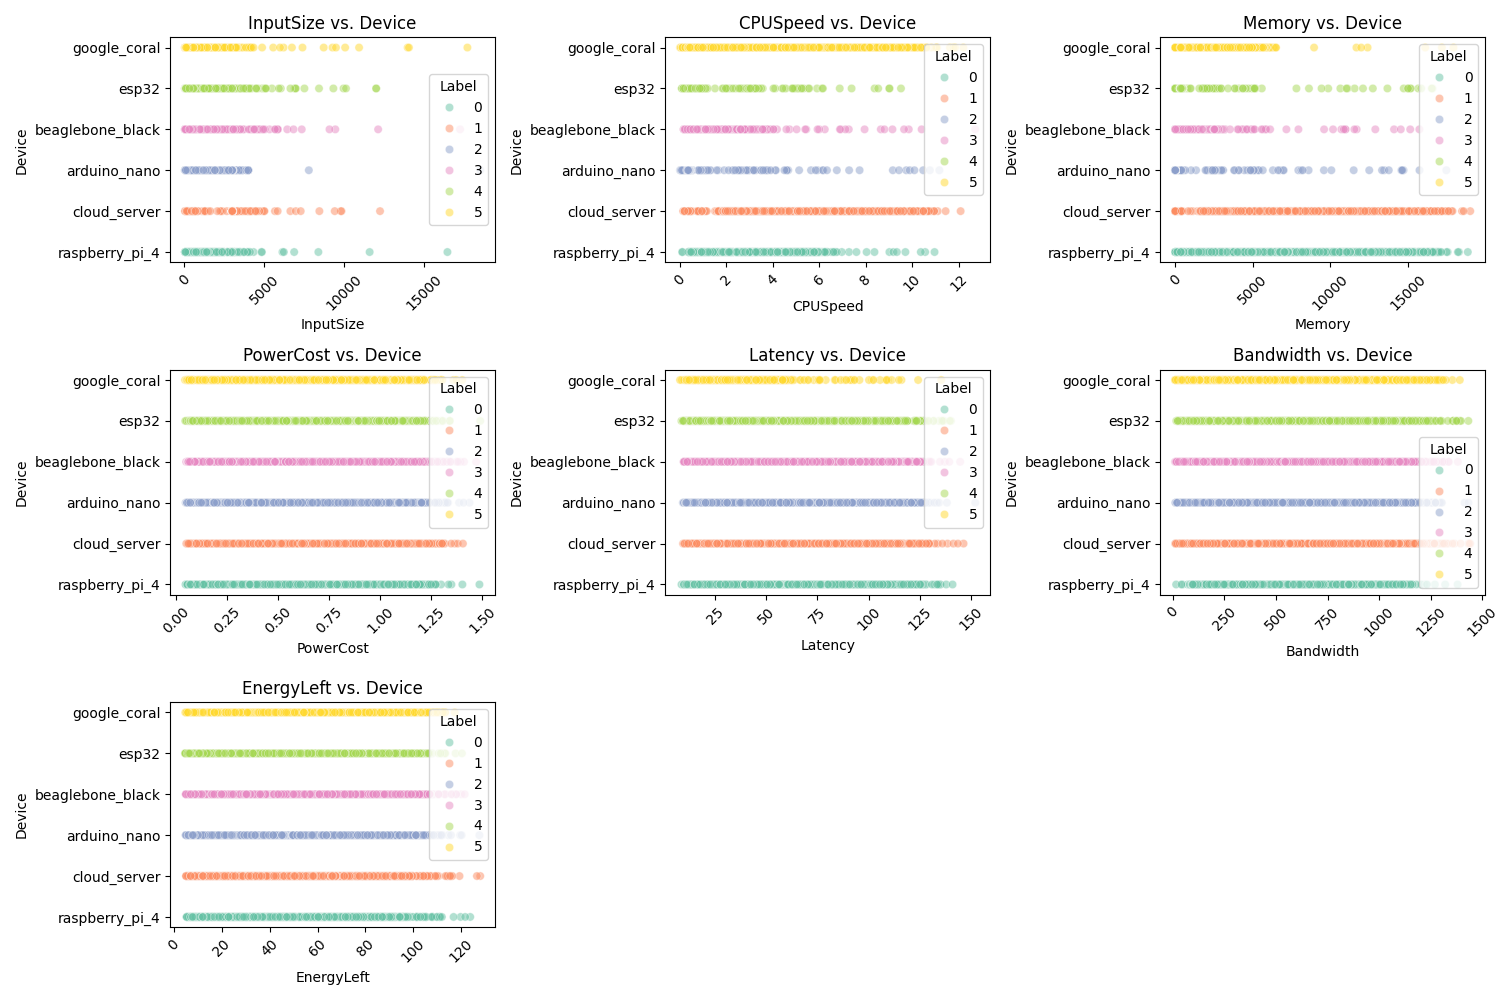 InputSize vs. Device
google_coral
esp32
beaglebone_black
arduino_nano
cloud_server
raspberry_pi_4
Device
Label
0
1
2
3
4
5
0
5000
10000
15000
InputSize
CPUSpeed vs. Device
google_coral
esp32
beaglebone_black
arduino_nano
cloud_server
raspberry_pi_4
Device
Label
0
1
2
3
4
5
0
2
4
6
8
10
12
CPUSpeed
Memory vs. Device
google_coral
esp32
beaglebone_black
arduino_nano
cloud_server
raspberry_pi_4
Device
Label
0
1
2
3
4
5
0
5000
10000
15000
Memory
PowerCost vs. Device
google_coral
esp32
beaglebone_black
arduino_nano
cloud_server
raspberry_pi_4
Device
Label
0
1
2
3
4
5
0.00
0.25
0.50
0.75
1.00
1.25
1.50
PowerCost
Latency vs. Device
google_coral
esp32
beaglebone_black
arduino_nano
cloud_server
raspberry_pi_4
Device
Label
0
1
2
3
4
5
25
50
75
100
125
150
Latency
Bandwidth vs. Device
google_coral
esp32
beaglebone_black
arduino_nano
cloud_server
raspberry_pi_4
Device
Label
0
1
2
3
4
5
0
250
500
750
1000
1250
1500
Bandwidth
EnergyLeft vs. Device
google_coral
esp32
beaglebone_black
arduino_nano
cloud_server
raspberry_pi_4
Device
Label
0
1
2
3
4
5
0
20
40
60
80
100
120
EnergyLeft